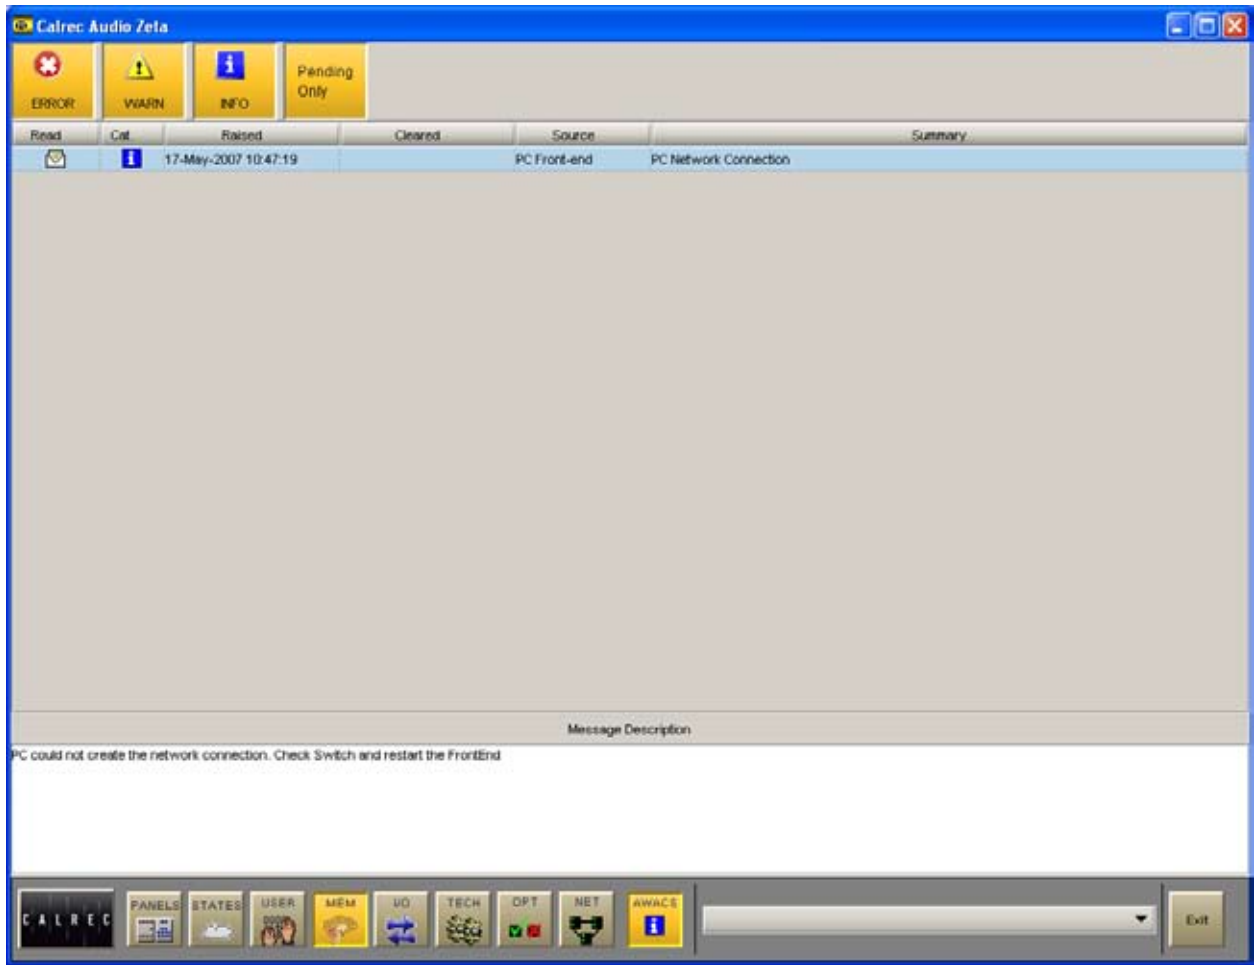 Calrec Audio Zeta
ERROR
WARN
INFO
Pending
Only
Read Cat. Raised Cleared Source Summary
17-May-2007 10:47:19 PC Front-end PC Network Connection
Message Description
PC could not create the network connection. Check Switch and restart the FrontEnd
CALREC
PANELS
STATES
USER
MEM
I/O
TECH
OPT
NET
AWACS
Exit